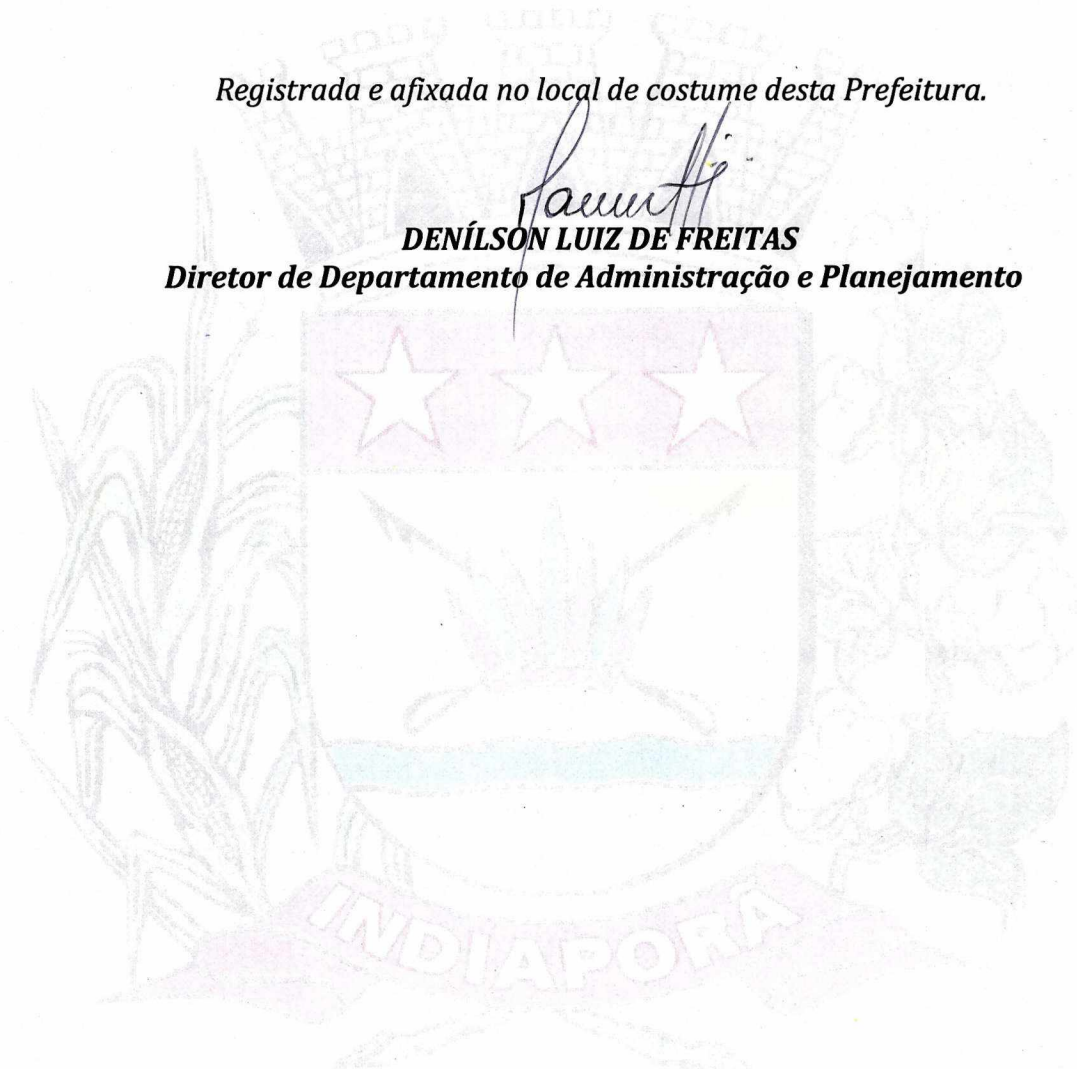 Registrada e afixada no local de costume desta Prefeitura.
DENÍLSON LUIZ DE FREITAS
Diretor de Departamento de Administração e Planejamento
INDIAPORÃ